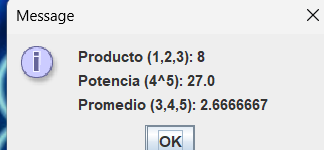 Message
Producto (1,2,3): 8
Potencia (4^5): 27.0
Promedio (3,4,5): 2.6666667
OK